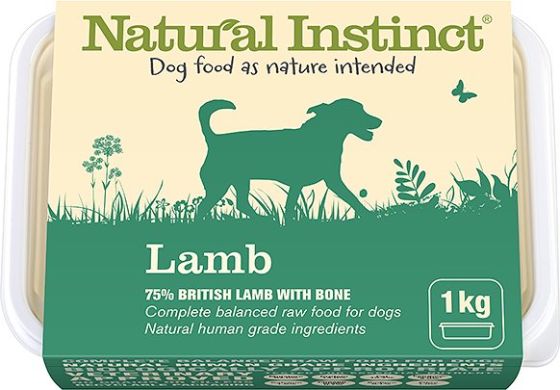 Natural Instinct®
Dog food as nature intended
Lamb
75% BRITISH LAMB WITH BONE
Complete balanced raw food for dogs
Natural human grade ingredients
1kg